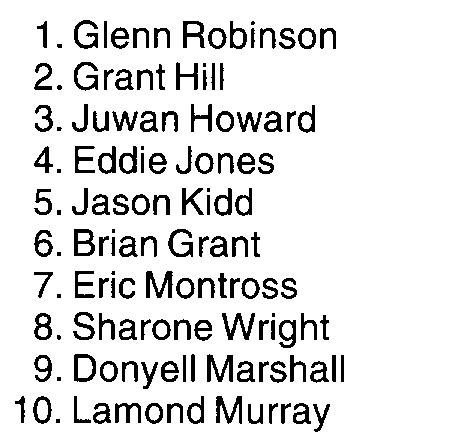 1. Glenn Robinson
2. Grant Hill
3. Juwan Howard
4. Eddie Jones
5. Jason Kidd
6. Brian Grant
7. Eric Montross
8. Sharone Wright
9. Donyell Marshall
10. Lamond Murray